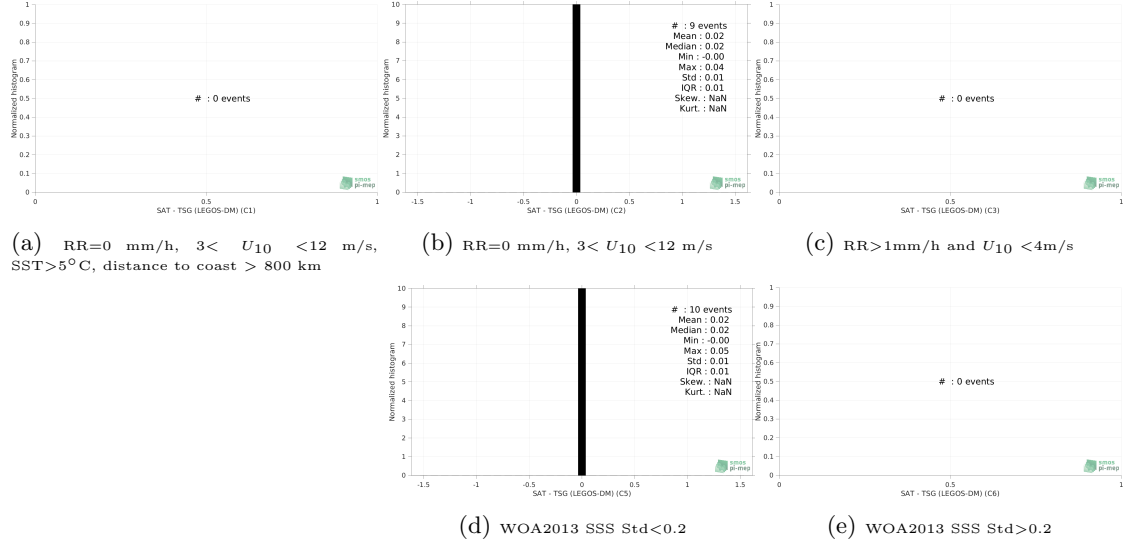 1
0.9
0.8
0.7
0.6
0.5
0.4
0.3
0.2
0.1
0
Normalized histogram
# : 0 events
smos
pi-mep
0 0.5 1
SAT - TSG (LEGOS-DM) (C1)
(a) RR=0 mm/h, 3< U10 <12 m/s,
SST>5°C, distance to coast > 800 km
10
9
8
7
6
5
4
3
2
1
0
Normalized histogram
# : 9 events
Mean : 0.02
Median : 0.02
Min : -0.00
Max : 0.04
Std : 0.01
IQR : 0.01
Skew. : NaN
Kurt. : NaN
smos
pi-mep
-1.5 -1 -0.5 0 0.5 1 1.5
SAT - TSG (LEGOS-DM) (C2)
(b) RR=0 mm/h, 3< U10 <12 m/s
1
0.9
0.8
0.7
0.6
0.5
0.4
0.3
0.2
0.1
0
Normalized histogram
# : 0 events
smos
pi-mep
0 0.5 1
SAT - TSG (LEGOS-DM) (C3)
(c) RR>1mm/h and U10 <4m/s
10
9
8
7
6
5
4
3
2
1
0
Normalized histogram
# : 10 events
Mean : 0.02
Median : 0.02
Min : -0.00
Max : 0.05
Std : 0.01
IQR : 0.01
Skew. : NaN
Kurt. : NaN
smos
pi-mep
-1.5 -1 -0.5 0 0.5 1 1.5
SAT - TSG (LEGOS-DM) (C5)
(d) WOA2013 SSS Std<0.2
1
0.9
0.8
0.7
0.6
0.5
0.4
0.3
0.2
0.1
0
Normalized histogram
# : 0 events
smos
pi-mep
0 0.5 1
SAT - TSG (LEGOS-DM) (C6)
(e) WOA2013 SSS Std>0.2